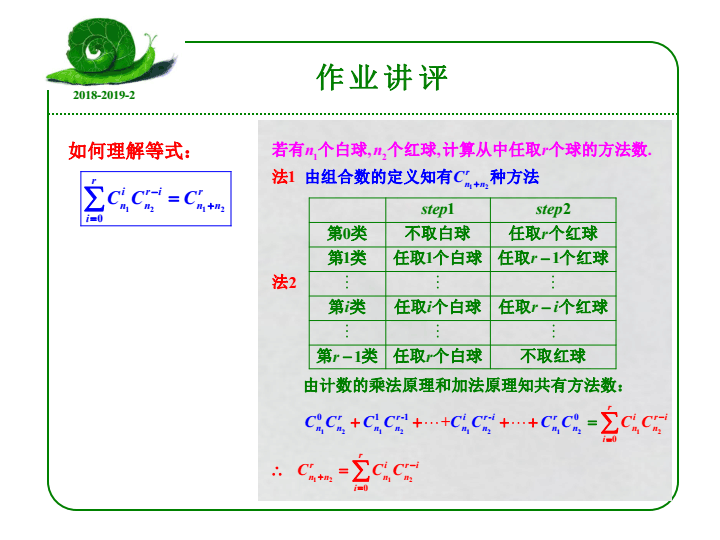 作业讲评
2018-2019-2
如何理解等式：
$\sum_{i=0}^{r} C_{n_1}^{i} C_{n_2}^{r-i} = C_{n_1+n_2}^{r}$
若有$n_1$个白球, $n_2$个红球,计算从中任取$r$个球的方法数.
法1 由组合数的定义知有$C_{n_1+n_2}^{r}$种方法
step1 step2
第0类 不取白球 任取r个红球
第1类 任取1个白球 任取r－1个红球
法2 ⋮ ⋮ ⋮
第i类 任取i个白球 任取r－i个红球
⋮ ⋮ ⋮
第r－1类 任取r个白球 不取红球
由计数的乘法原理和加法原理知共有方法数：
$C_{n_1}^{0} C_{n_2}^{r} + C_{n_1}^{1} C_{n_2}^{r-1} + \cdots + C_{n_1}^{i} C_{n_2}^{r-i} + \cdots + C_{n_1}^{r} C_{n_2}^{0} = \sum_{i=0}^{r} C_{n_1}^{i} C_{n_2}^{r-i}$
∴ $C_{n_1+n_2}^{r} = \sum_{i=0}^{r} C_{n_1}^{i} C_{n_2}^{r-i}$